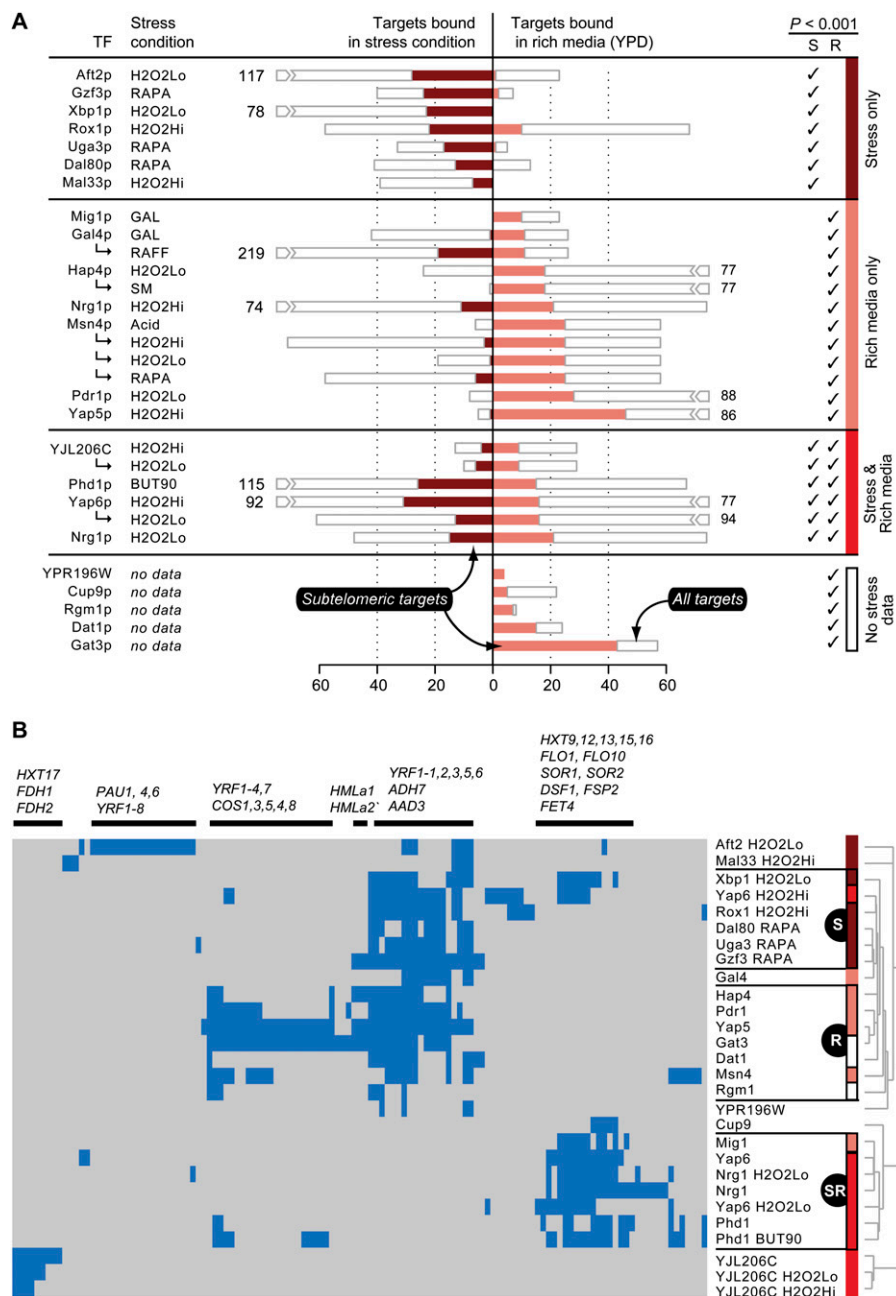 A
TF
Stress condition
Targets bound in stress condition
Targets bound in rich media (YPD)
P < 0.001
S R
Aft2p H2O2Lo 117 ✓
Gzf3p RAPA ✓
Xbp1p H2O2Lo 78 ✓
Rox1p H2O2Hi ✓
Uga3p RAPA ✓
Dal80p RAPA ✓
Mal33p H2O2Hi ✓
Stress only
Mig1p GAL ✓
Gal4p GAL ✓
RAFF 219 ✓
Hap4p H2O2Lo 77 ✓
SM 77 ✓
Nrg1p H2O2Hi 74 ✓
Msn4p Acid ✓
H2O2Hi ✓
H2O2Lo ✓
RAPA ✓
Pdr1p H2O2Lo 88 ✓
Yap5p H2O2Hi 86 ✓
Rich media only
YJL206C H2O2Hi ✓ ✓
H2O2Lo ✓ ✓
Phd1p BUT90 115 ✓ ✓
Yap6p H2O2Hi 92 77 ✓ ✓
H2O2Lo 94 ✓ ✓
Nrg1p H2O2Lo ✓ ✓
Stress & Rich media
YPR196W no data ✓
Cup9p no data ✓
Rgm1p no data ✓
Dat1p no data ✓
Gat3p no data ✓
No stress data
Subtelomeric targets
All targets
60 40 20 0 20 40 60
B
HXT17
FDH1
FDH2
PAU1, 4,6
YRF1-8
YRF1-4,7
COS1,3,5,4,8
HMLa1
HMLa2`
YRF1-1,2,3,5,6
ADH7
AAD3
HXT9,12,13,15,16
FLO1, FLO10
SOR1, SOR2
DSF1, FSP2
FET4
Aft2 H2O2Lo
Mal33 H2O2Hi
Xbp1 H2O2Lo
Yap6 H2O2Hi
Rox1 H2O2Hi
Dal80 RAPA
Uga3 RAPA
Gzf3 RAPA
S
Gal4
Hap4
Pdr1
Yap5
Gat3
Dat1
Msn4
Rgm1
R
YPR196W
Cup9
Mig1
Yap6
Nrg1 H2O2Lo
Nrg1
Yap6 H2O2Lo
Phd1
Phd1 BUT90
SR
YJL206C
YJL206C H2O2Lo
YJL206C H2O2Hi